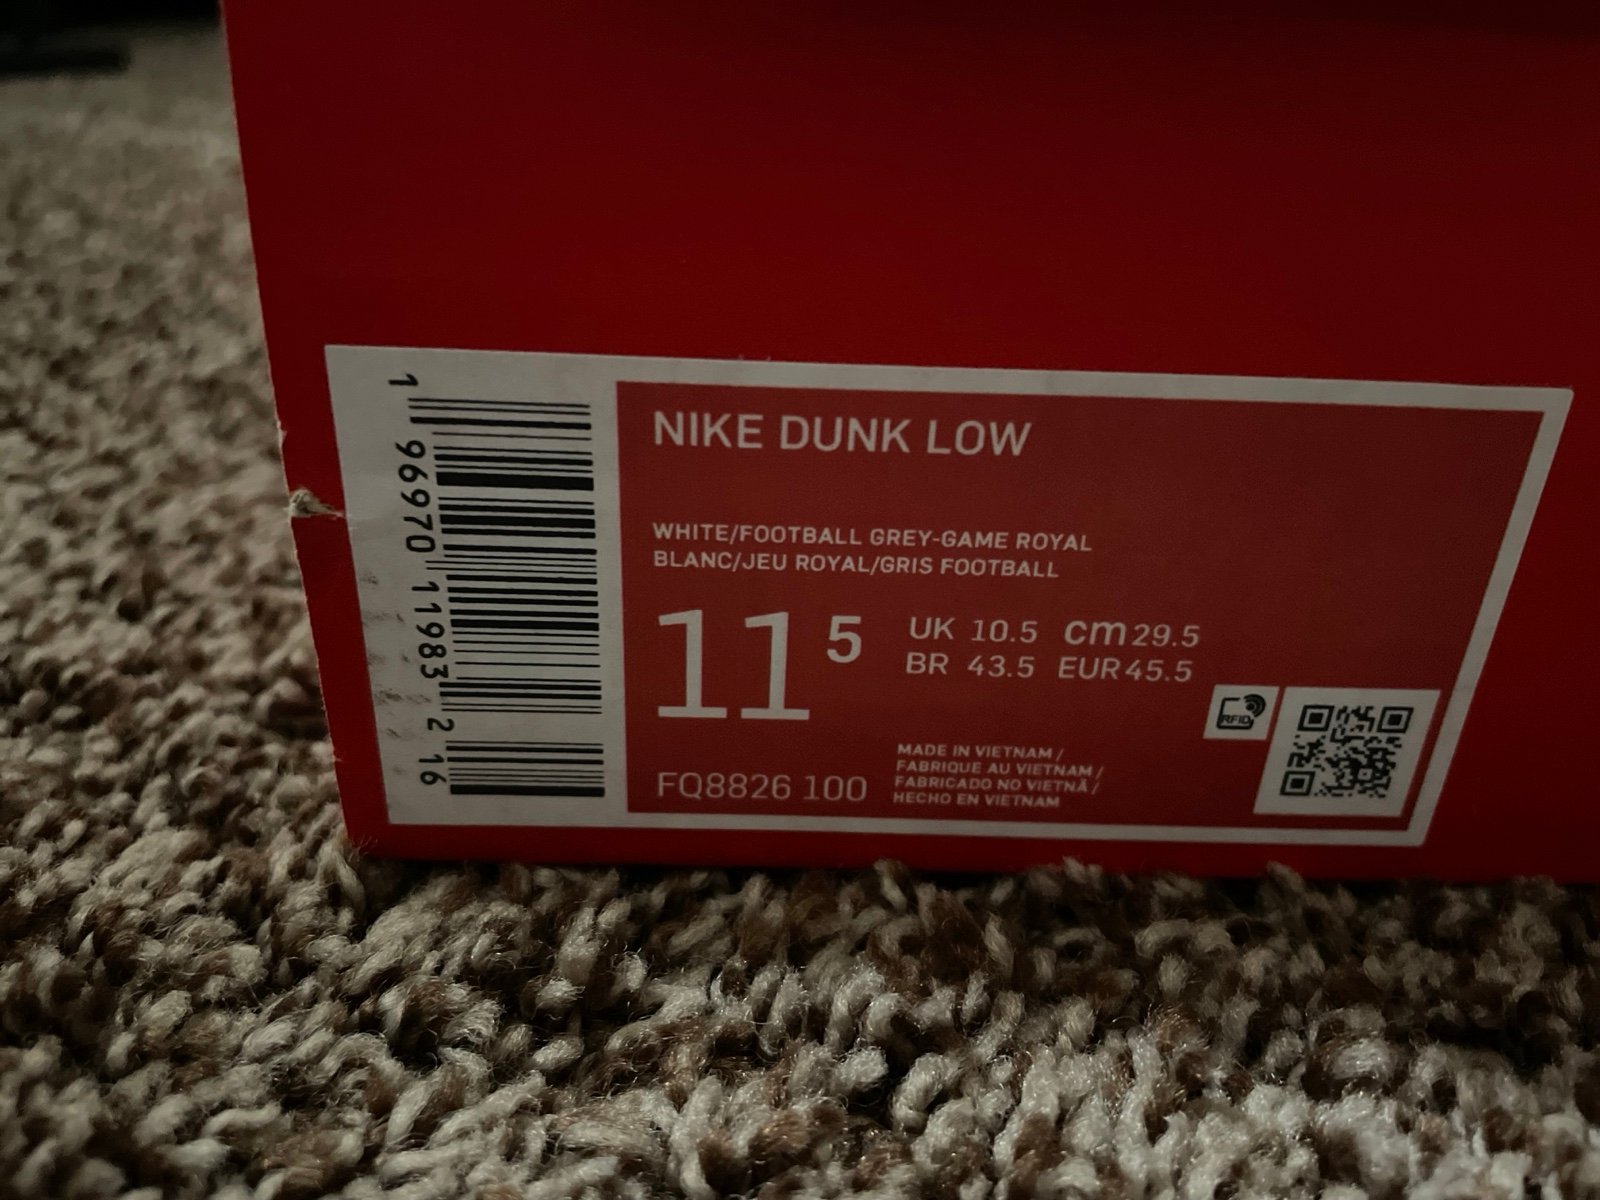 1 96970 11983 2 16
NIKE DUNK LOW
WHITE/FOOTBALL GREY-GAME ROYAL
BLANC/JEU ROYAL/GRIS FOOTBALL
11 5
UK 10.5 cm 29.5
BR 43.5 EUR 45.5
RFID
FQ8826 100
MADE IN VIETNAM /
FABRIQUE AU VIETNAM /
FABRICADO NO VIETNÃ /
HECHO EN VIETNAM